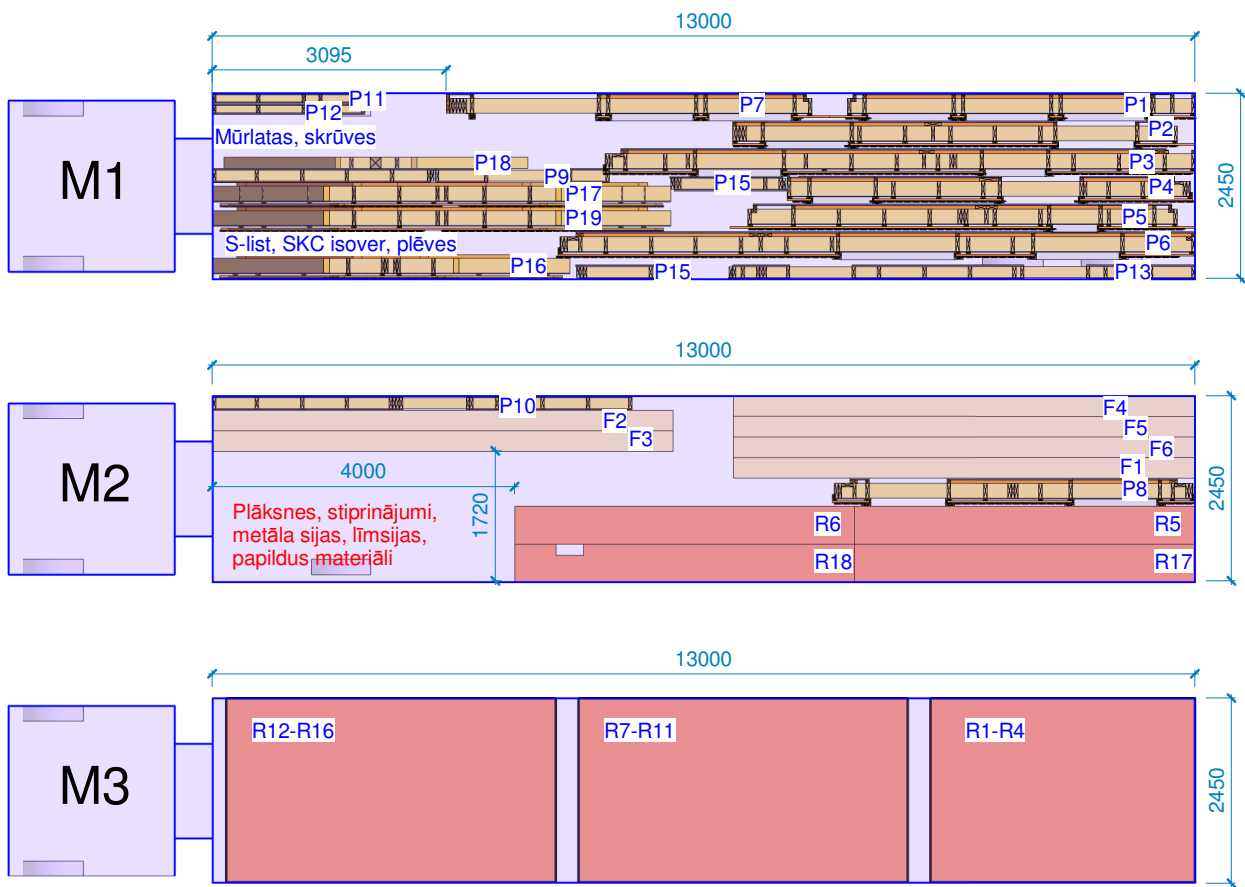 13000
3095
M1
P11
P12
P7
P1
Mūrlatas, skrūves
P2
P18
P3
P9
P15
P4
P17
P19
P5
S-list, SKC isover, plēves
P6
P16
P15
P13
2450
13000
M2
P10
F4
F2
F5
F3
F6
4000
F1
P8
1720
2450
Plāksnes, stiprinājumi,
metāla sijas, līmsijas,
papildus materiāli
R6
R5
R18
R17
13000
M3
R12-R16
R7-R11
R1-R4
2450